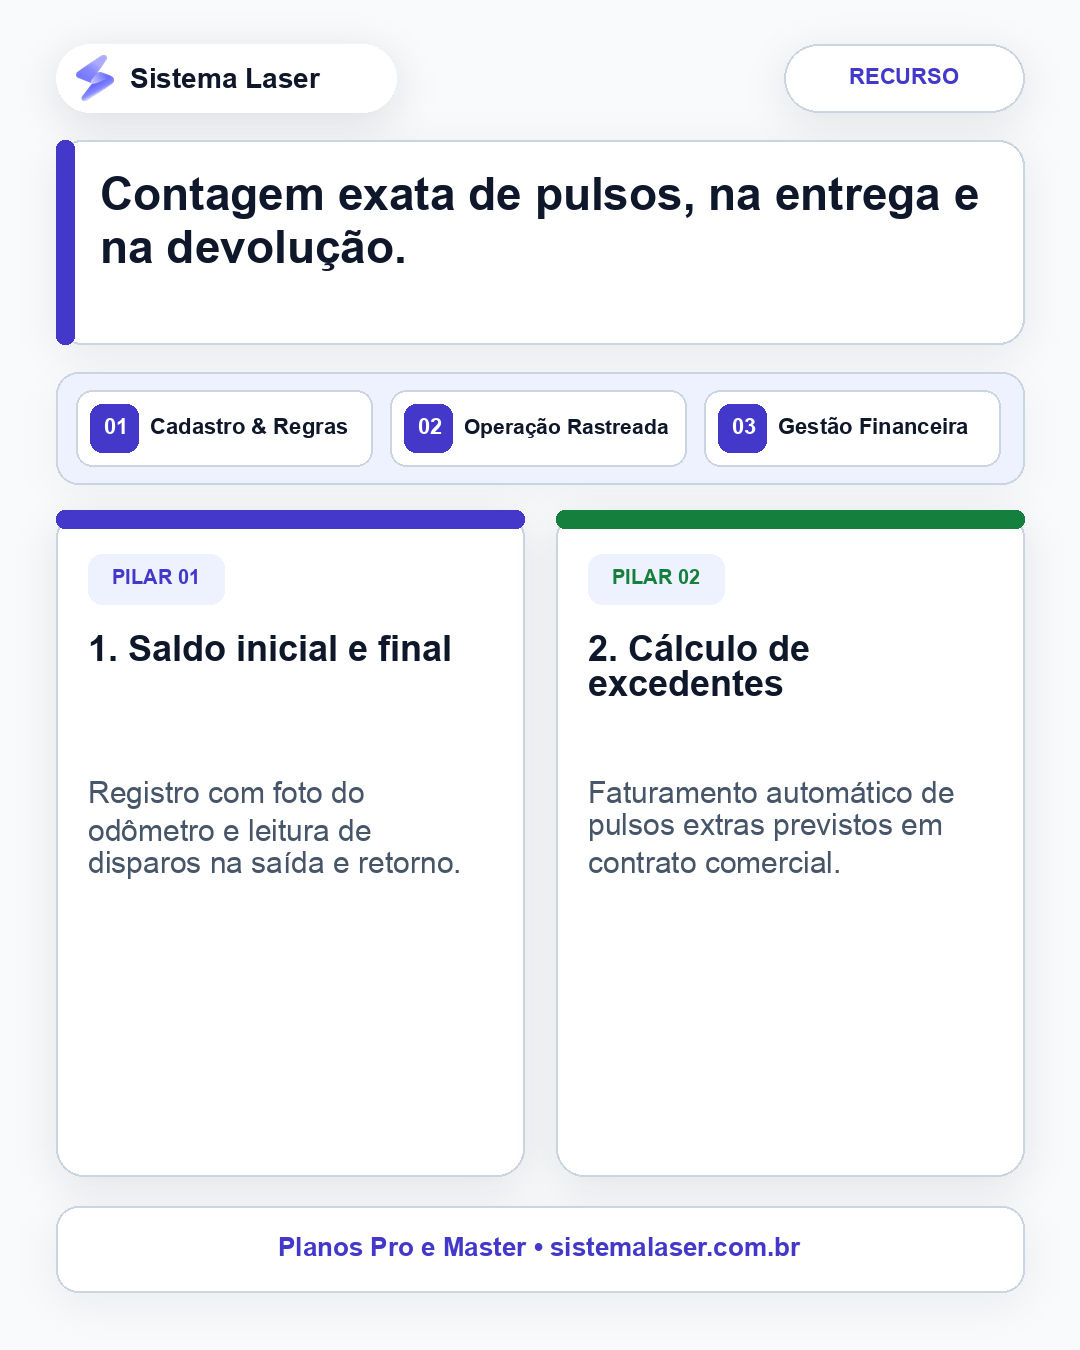 Sistema Laser
RECURSO
Contagem exata de pulsos, na entrega e
na devolução.
01 Cadastro & Regras
02 Operação Rastreada
03 Gestão Financeira
PILAR 01
1. Saldo inicial e final
Registro com foto do
odômetro e leitura de
disparos na saída e retorno.
PILAR 02
2. Cálculo de
excedentes
Faturamento automático de
pulsos extras previstos em
contrato comercial.
Planos Pro e Master • sistemalaser.com.br